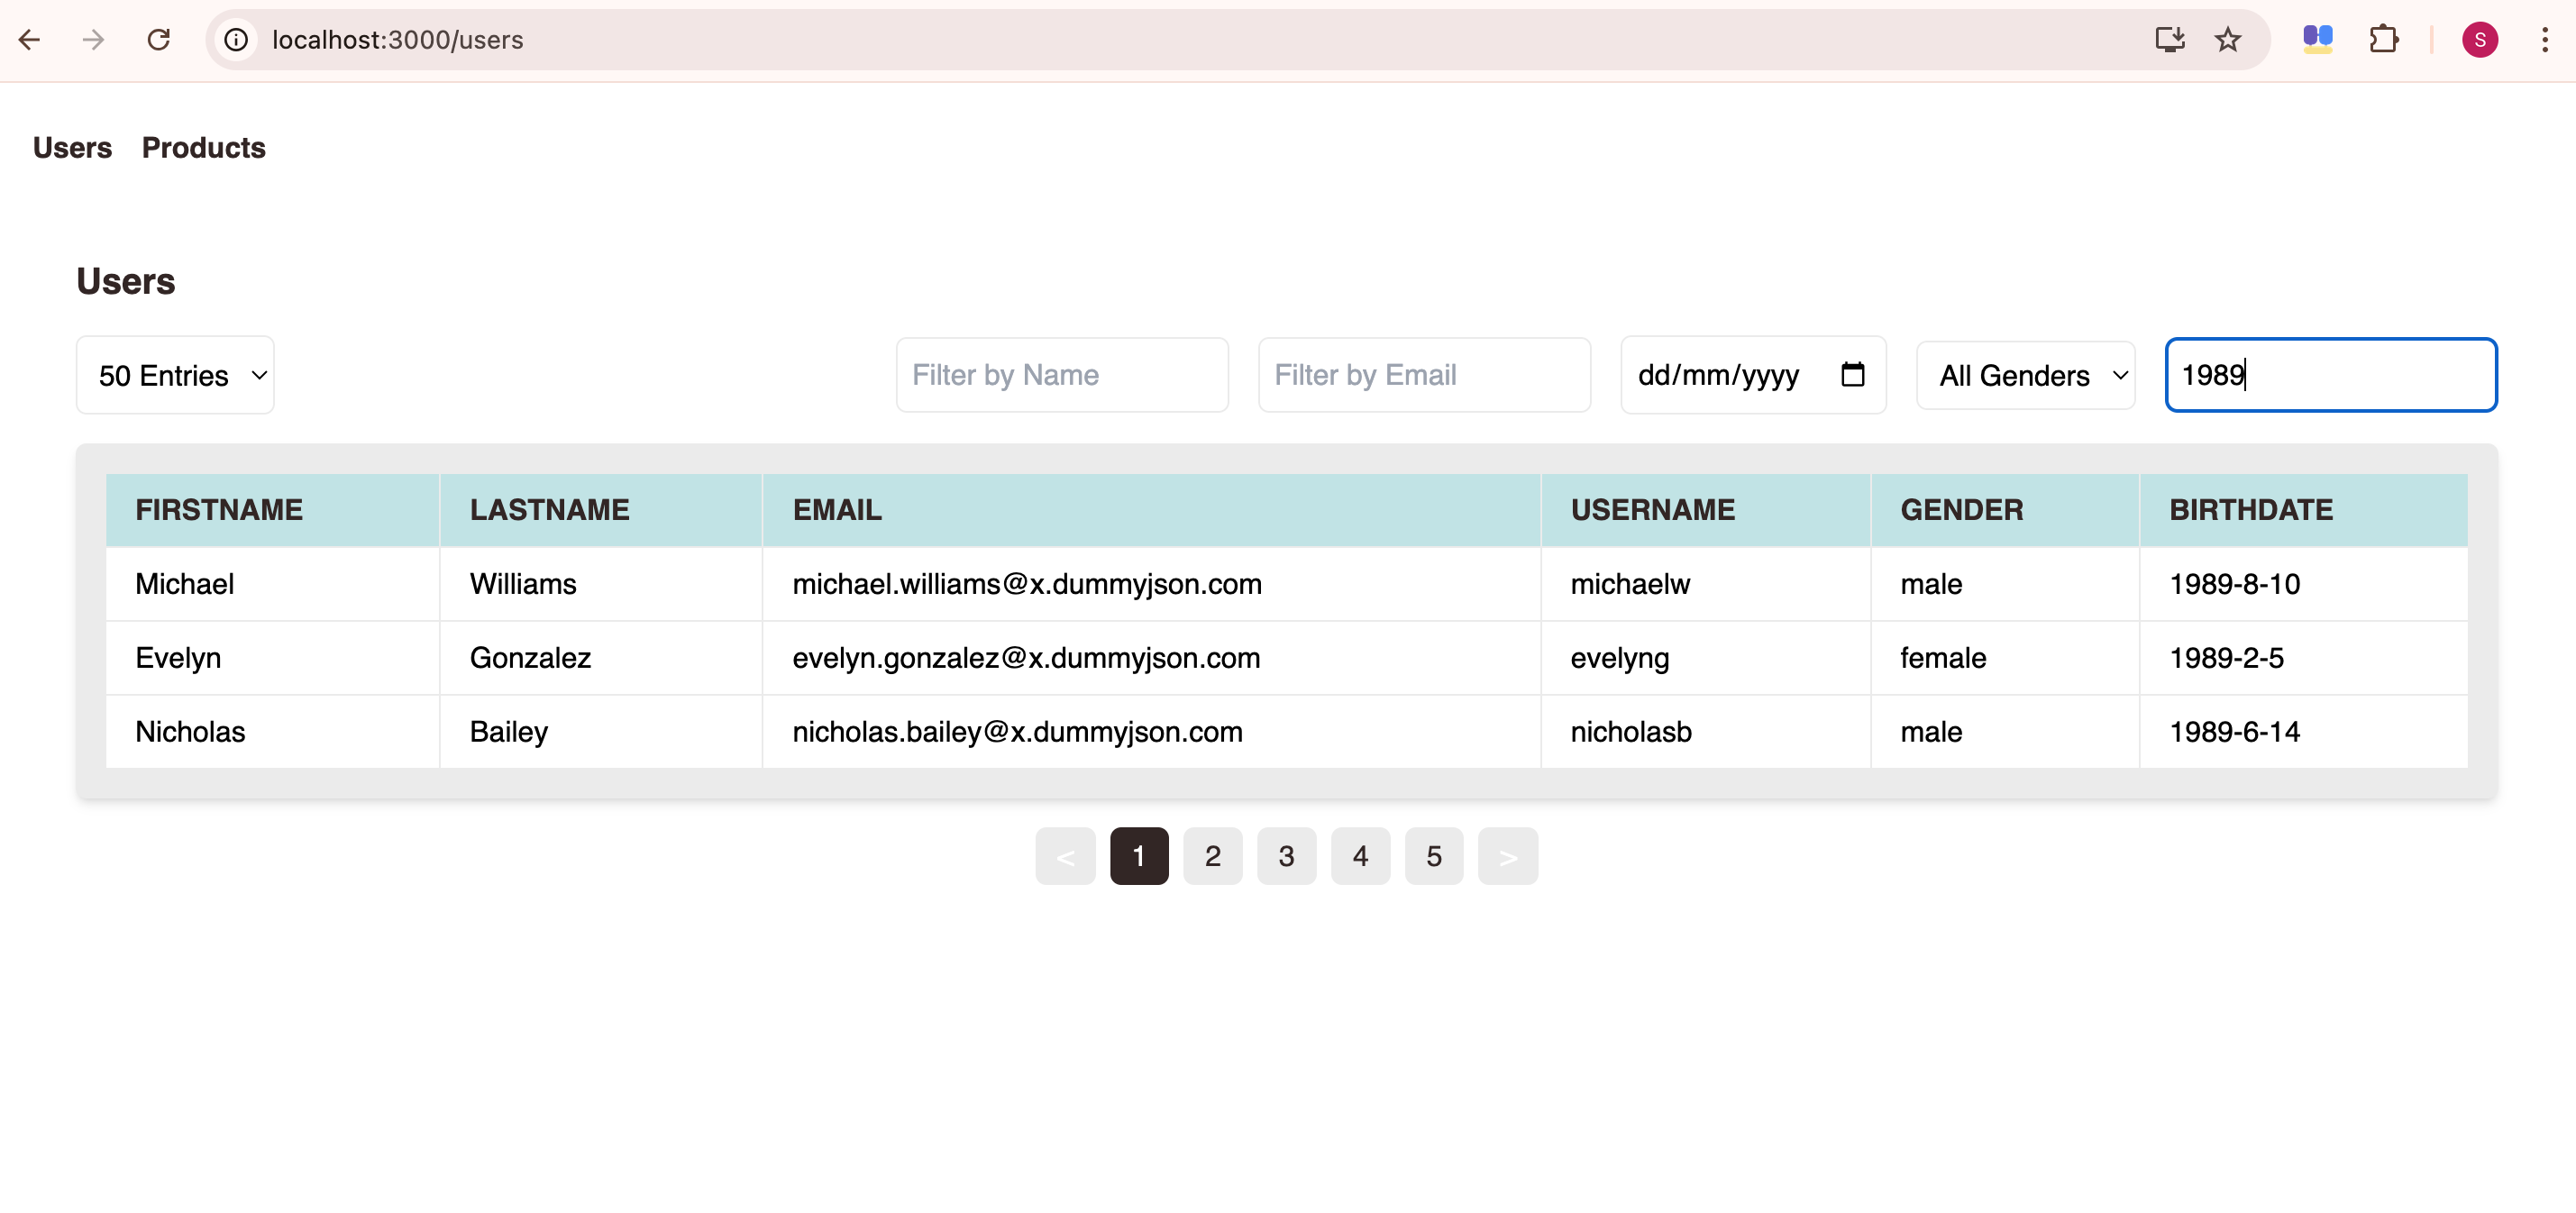 localhost:3000/users
S
Users Products
Users
50 Entries Filter by Name Filter by Email dd/mm/yyyy All Genders 1989
FIRSTNAME LASTNAME EMAIL USERNAME GENDER BIRTHDATE
Michael Williams michael.williams@x.dummyjson.com michaelw male 1989-8-10
Evelyn Gonzalez evelyn.gonzalez@x.dummyjson.com evelyng female 1989-2-5
Nicholas Bailey nicholas.bailey@x.dummyjson.com nicholasb male 1989-6-14
< 1 2 3 4 5 >